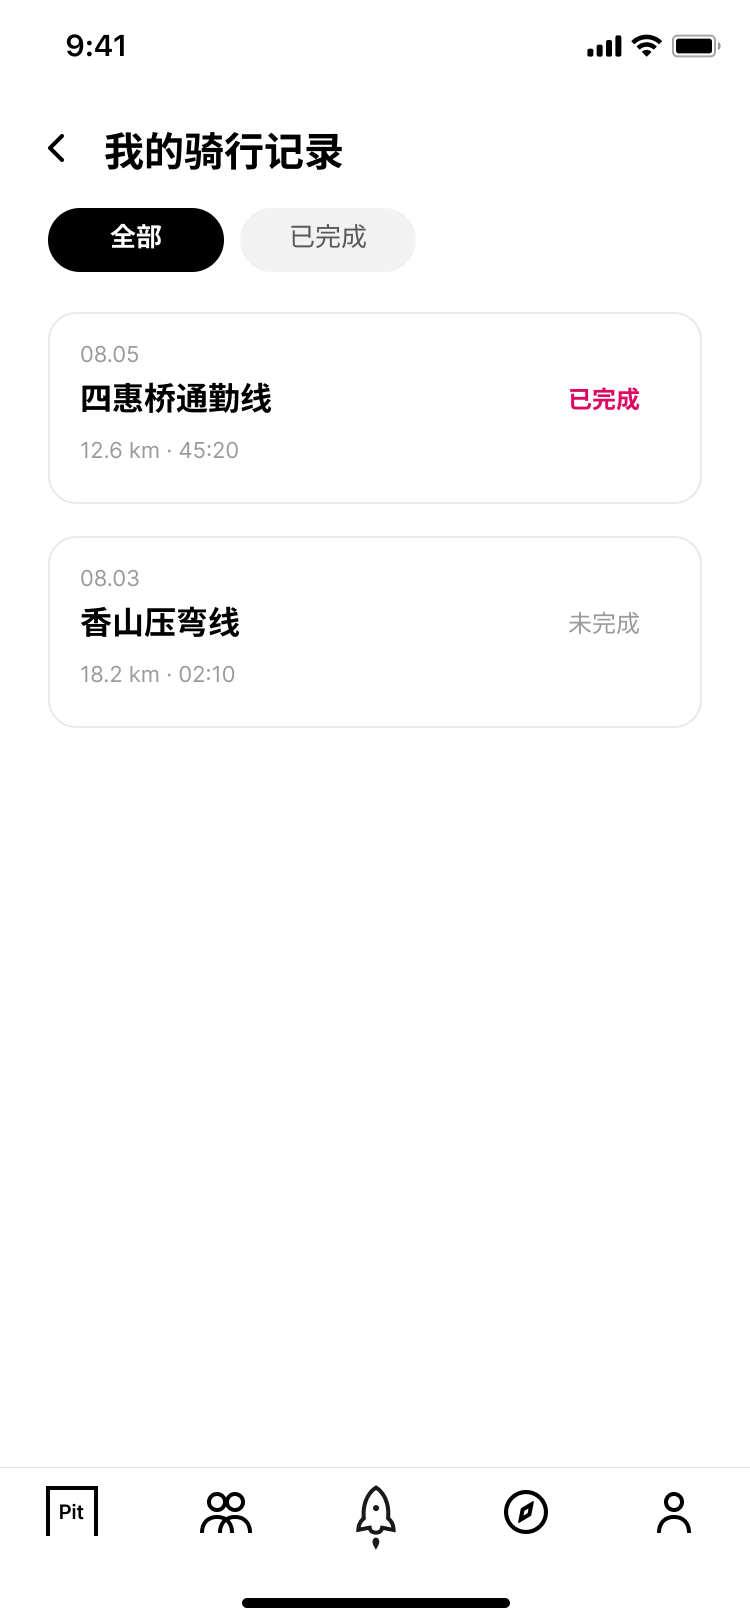 9:41
我的骑行记录
全部
已完成
08.05
四惠桥通勤线
已完成
12.6 km · 45:20
08.03
香山压弯线
未完成
18.2 km · 02:10
Pit